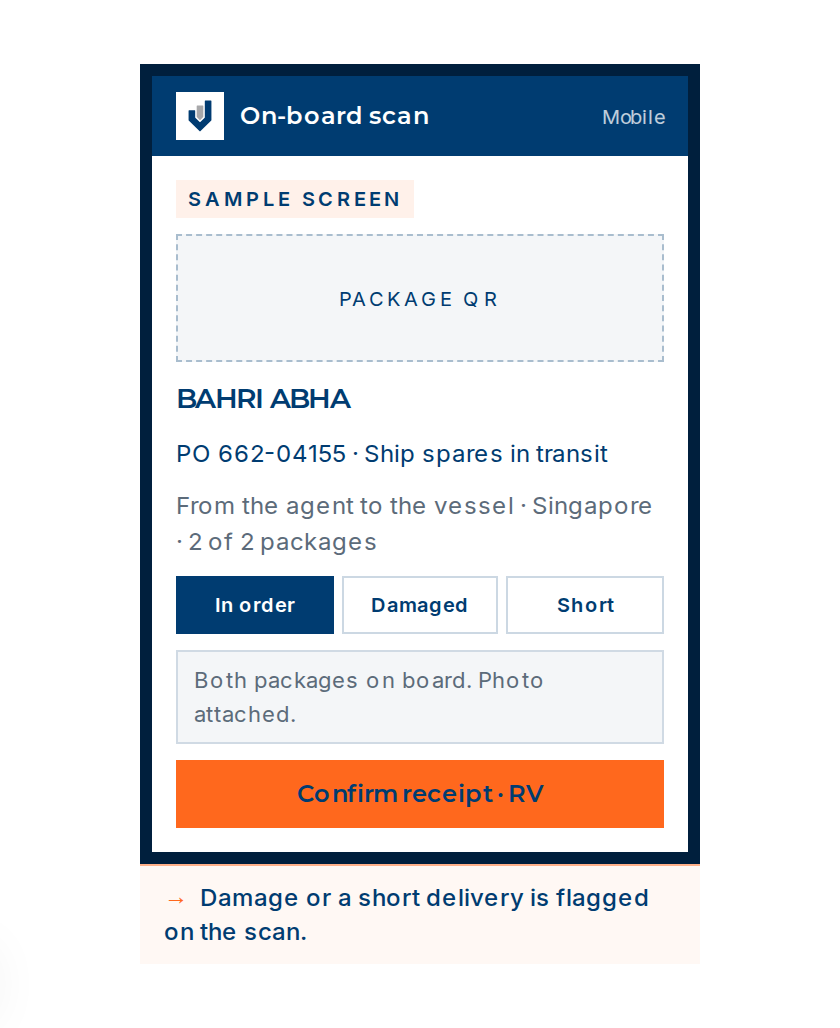 On-board scan
Mobile
SAMPLE SCREEN
PACKAGE QR
BAHRI ABHA
PO 662-04155 · Ship spares in transit
From the agent to the vessel · Singapore
· 2 of 2 packages
In order
Damaged
Short
Both packages on board. Photo
attached.
Confirm receipt · RV
→ Damage or a short delivery is flagged
on the scan.